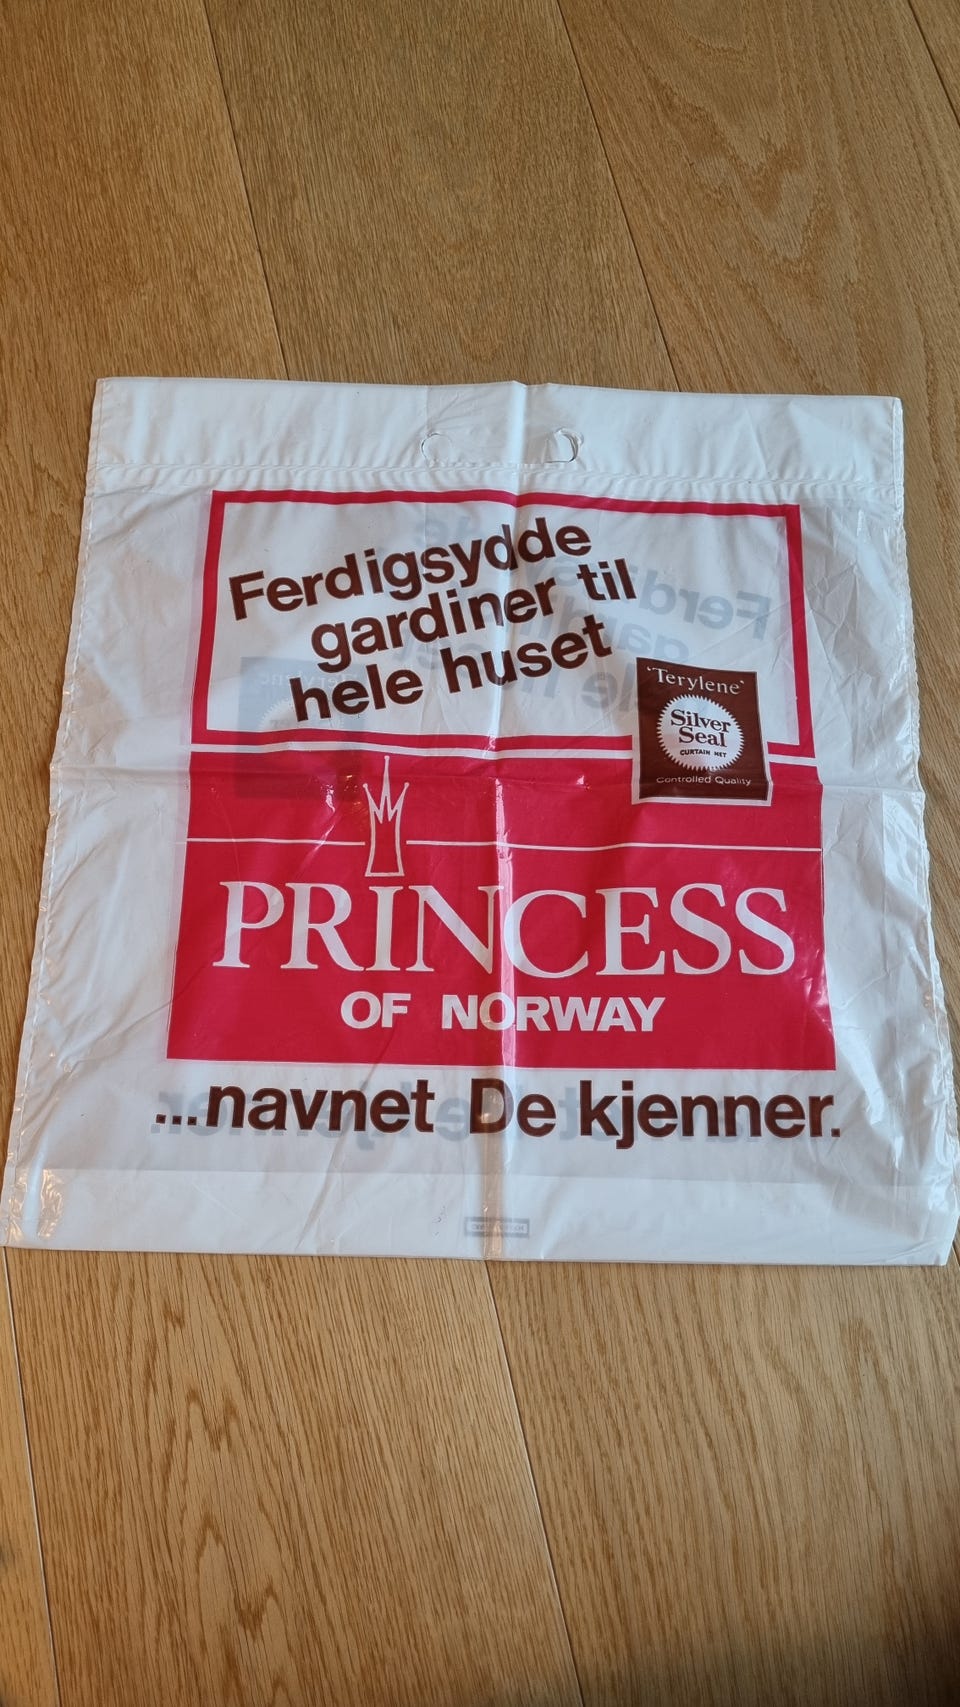 Ferdigsydde
gardiner til
hele huset
'Terylene'
Silver
Seal
CURTAIN NET
Controlled Quality
PRINCESS
OF NORWAY
...navnet De kjenner.